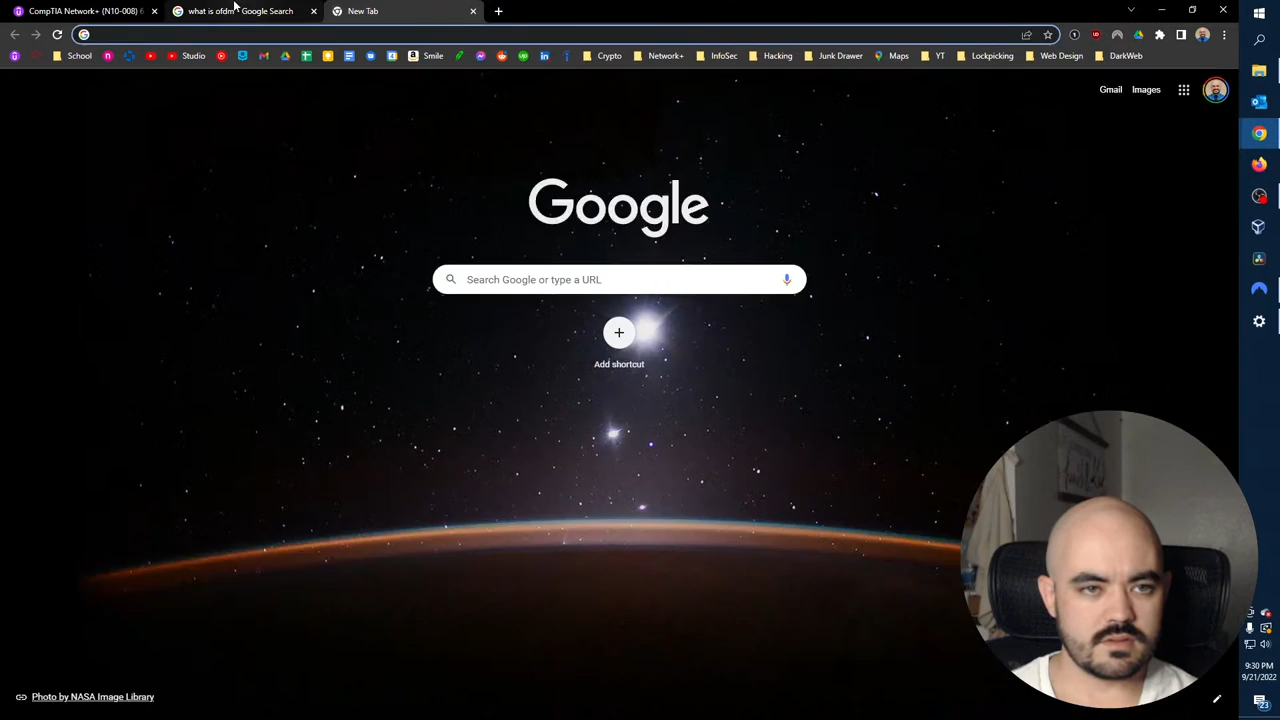 CompTIA Network+ (N10-008) 6
what is ofdm - Google Search
New Tab
School
Studio
Smile
Crypto
Network+
InfoSec
Hacking
Junk Drawer
Maps
YT
Lockpicking
Web Design
DarkWeb
Gmail
Images
Google
Search Google or type a URL
Add shortcut
Photo by NASA Image Library
9:30 PM
9/21/2022
23